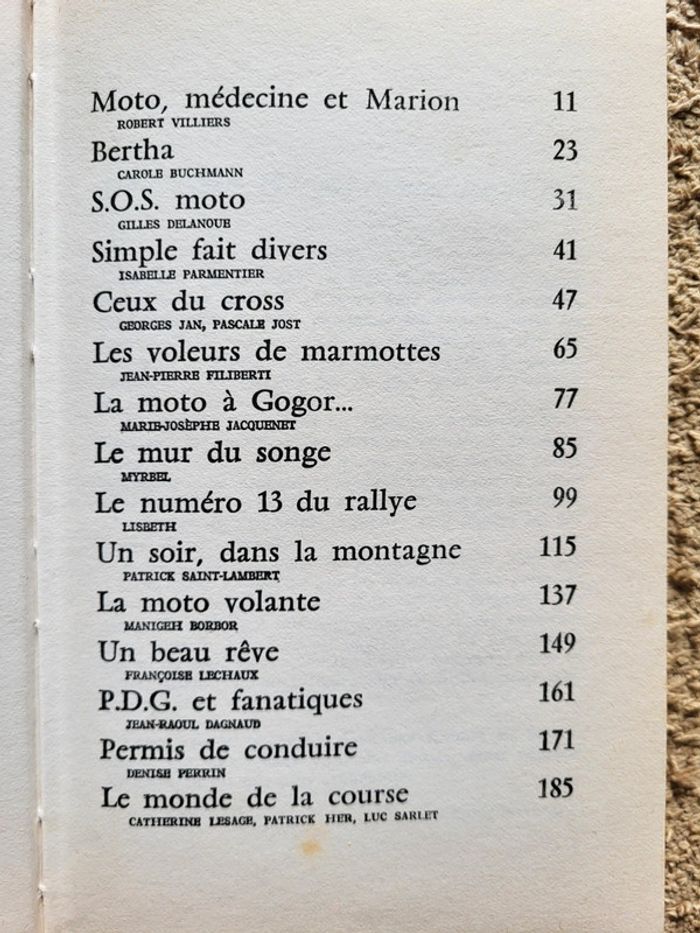 Moto, médecine et Marion 11
ROBERT VILLIERS
Bertha 23
CAROLE BUCHMANN
S.O.S. moto 31
GILLES DELANOUE
Simple fait divers 41
ISABELLE PARMENTIER
Ceux du cross 47
GEORGES JAN, PASCALE JOST
Les voleurs de marmottes 65
JEAN-PIERRE FILIBERTI
La moto à Gogor... 77
MARIE-JOSÈPHE JACQUENET
Le mur du songe 85
MYRBEL
Le numéro 13 du rallye 99
LISBETH
Un soir, dans la montagne 115
PATRICK SAINT-LAMBERT
La moto volante 137
MANIGEH BORBOR
Un beau rêve 149
FRANÇOISE LECHAUX
P.D.G. et fanatiques 161
JEAN-RAOUL DAGNAUD
Permis de conduire 171
DENISE PERRIN
Le monde de la course 185
CATHERINE LESAGE, PATRICK HER, LUC SARLET